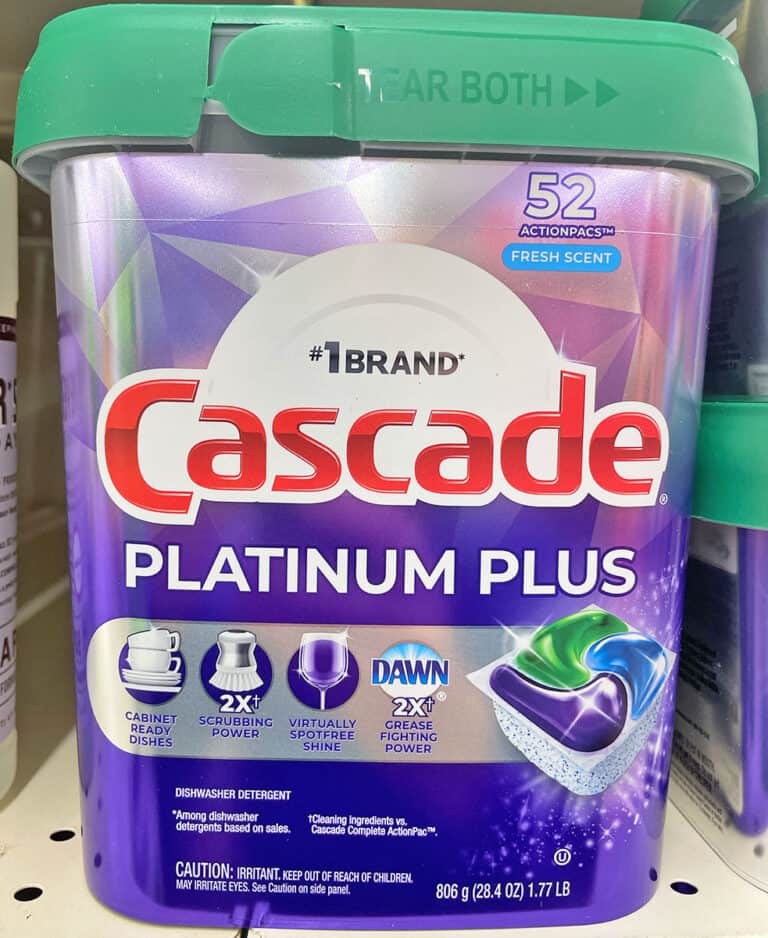 TEAR BOTH
52
ACTIONPACS™
FRESH SCENT
#1 BRAND*
Cascade®
PLATINUM PLUS
CABINET
READY
DISHES
2X†
SCRUBBING
POWER
VIRTUALLY
SPOTFREE
SHINE
DAWN®
2X†
GREASE
FIGHTING
POWER
DISHWASHER DETERGENT
*Among dishwasher
detergents based on sales.
†Cleaning Ingredients vs.
Cascade Complete ActionPac™.
CAUTION: IRRITANT. KEEP OUT OF REACH OF CHILDREN.
MAY IRRITATE EYES. See Caution on side panel.
U
806 g (28.4 OZ) 1.77 LB